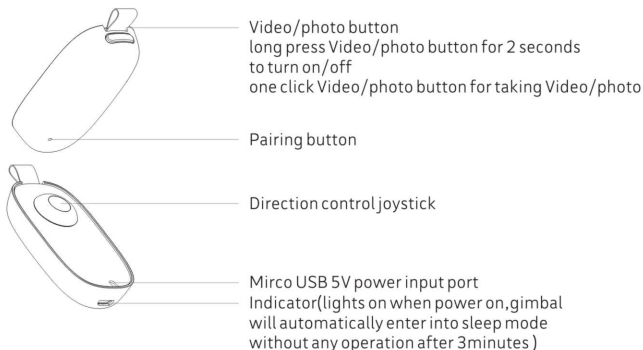 Video/photo button
long press Video/photo button for 2 seconds
to turn on/off
one click Video/photo button for taking Video/photo
Pairing button
Direction control joystick
Mirco USB 5V power input port
Indicator(lights on when power on,gimbal
will automatically enter into sleep mode
without any operation after 3minutes )